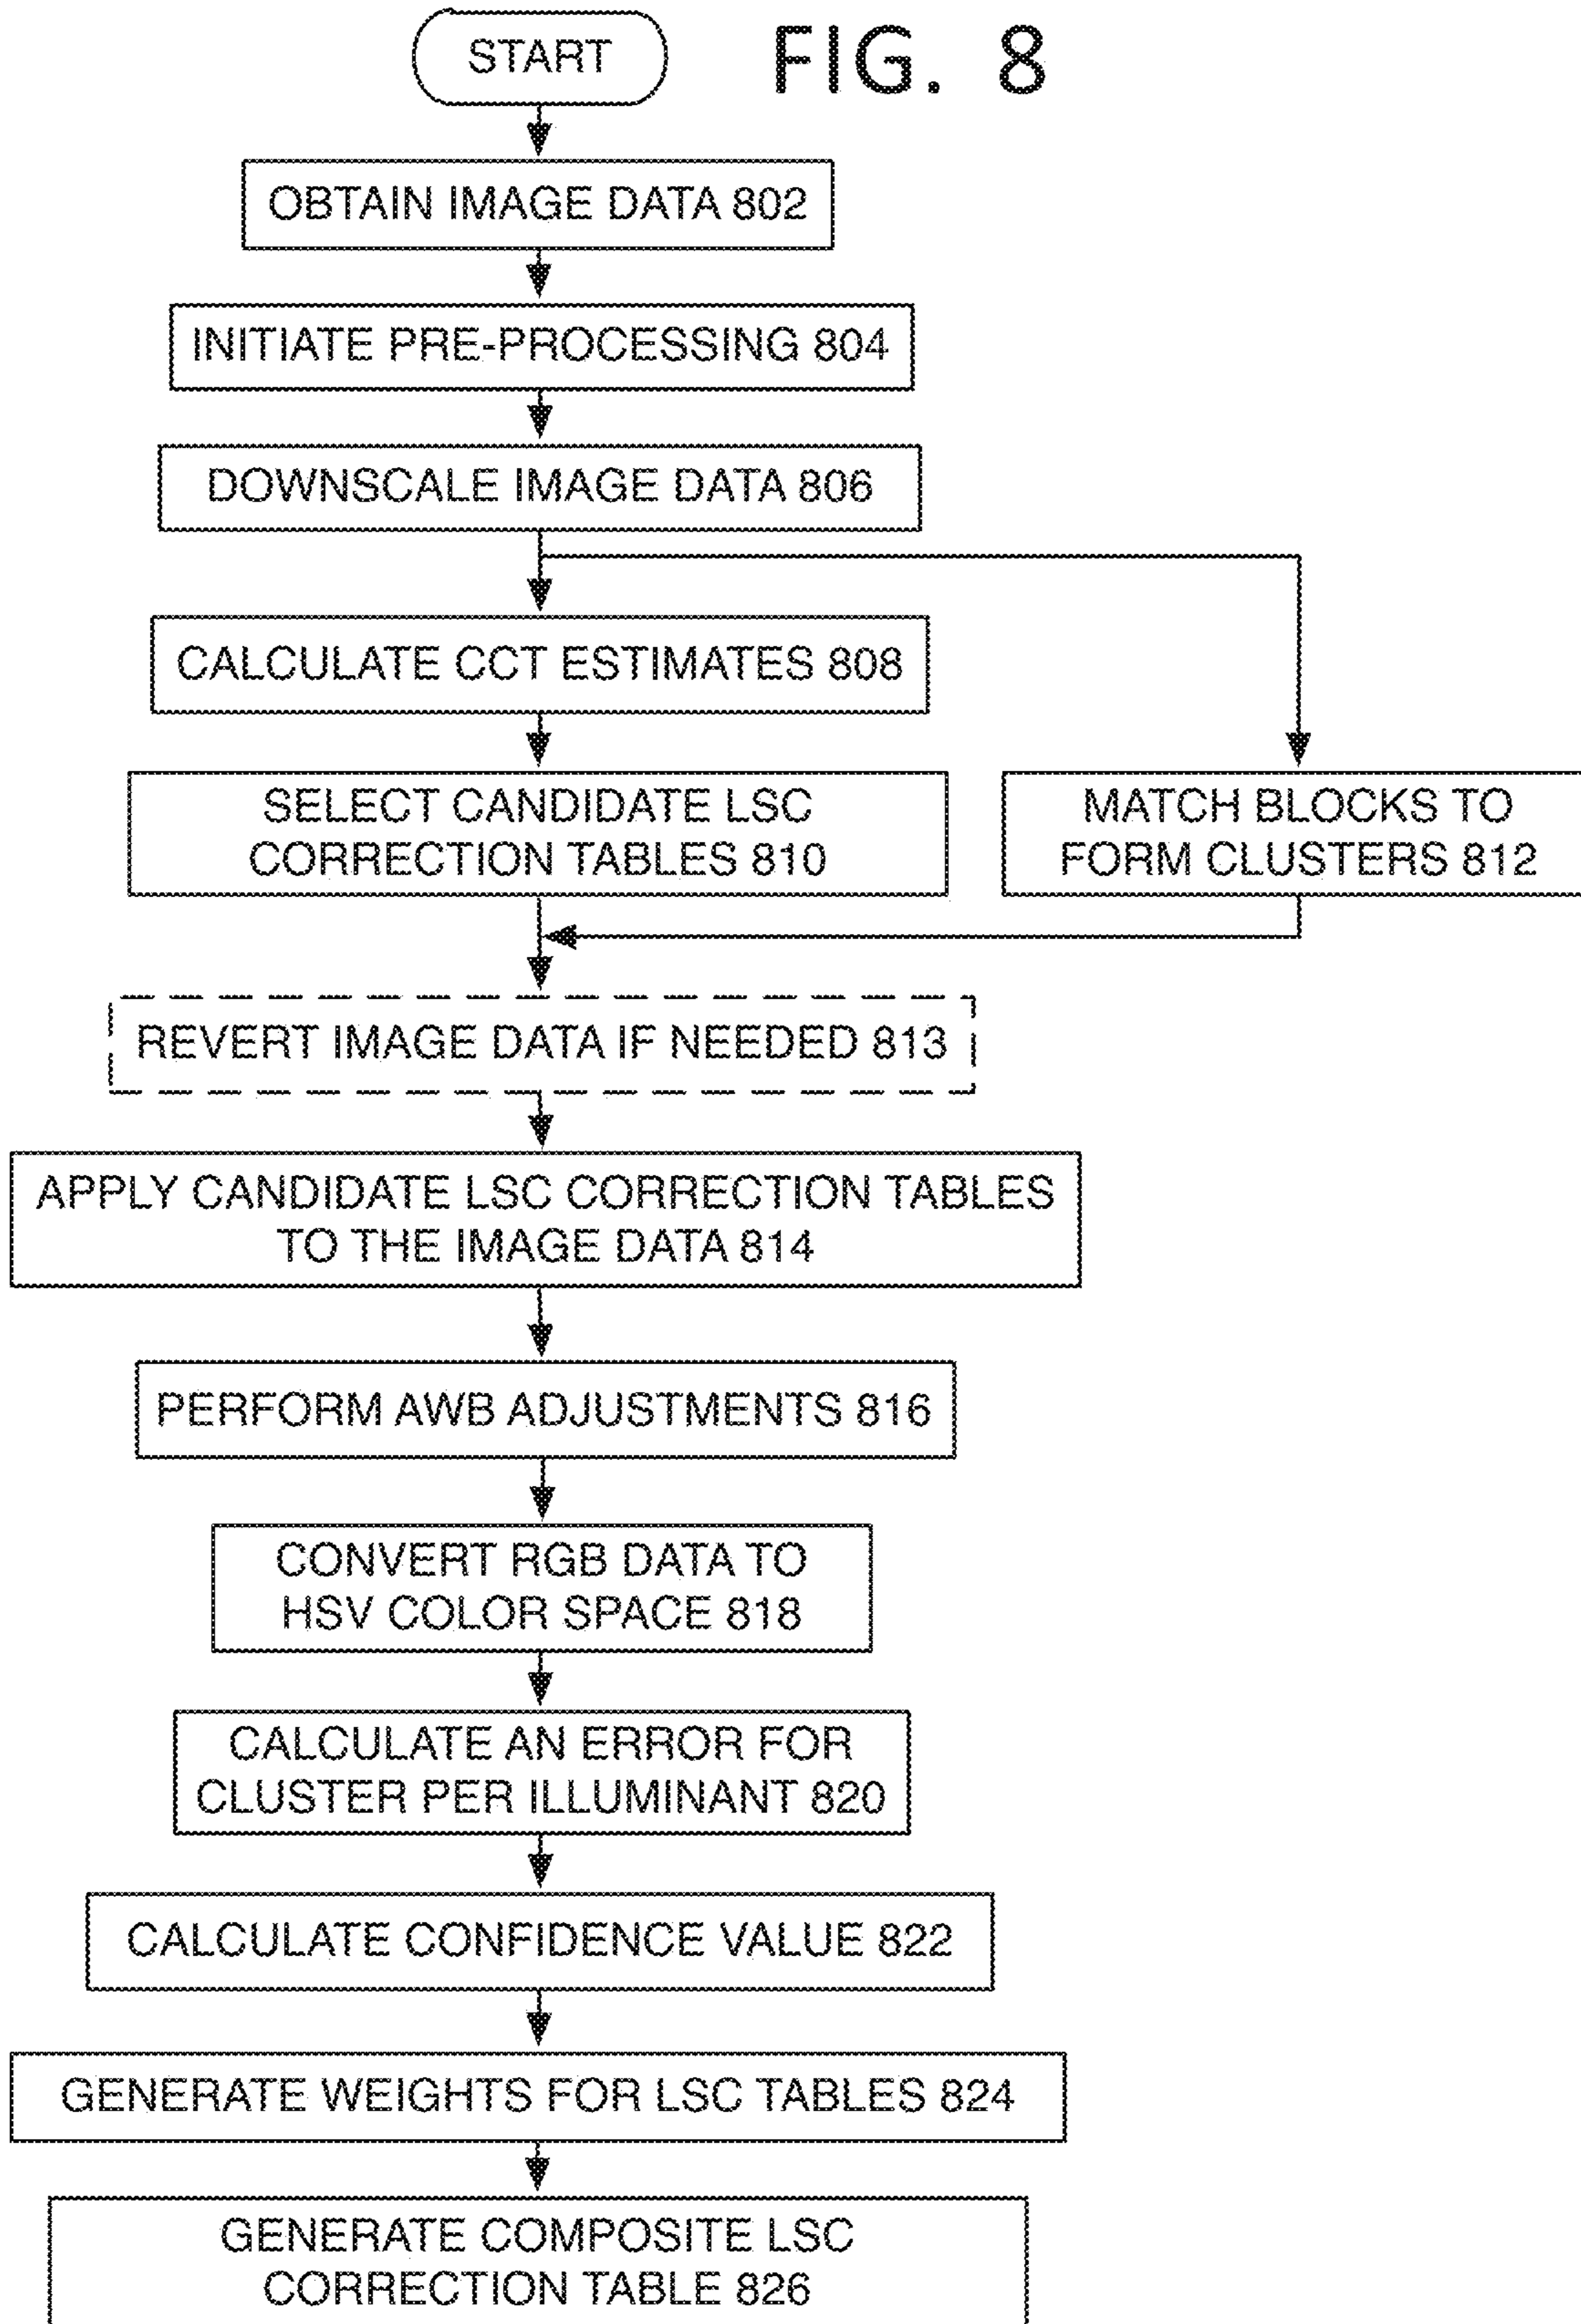 START
FIG. 8
OBTAIN IMAGE DATA 802
INITIATE PRE-PROCESSING 804
DOWNSCALE IMAGE DATA 806
CALCULATE CCT ESTIMATES 808
SELECT CANDIDATE LSC
CORRECTION TABLES 810
MATCH BLOCKS TO
FORM CLUSTERS 812
REVERT IMAGE DATA IF NEEDED 813
APPLY CANDIDATE LSC CORRECTION TABLES
TO THE IMAGE DATA 814
PERFORM AWB ADJUSTMENTS 816
CONVERT RGB DATA TO
HSV COLOR SPACE 818
CALCULATE AN ERROR FOR
CLUSTER PER ILLUMINANT 820
CALCULATE CONFIDENCE VALUE 822
GENERATE WEIGHTS FOR LSC TABLES 824
GENERATE COMPOSITE LSC
CORRECTION TABLE 826